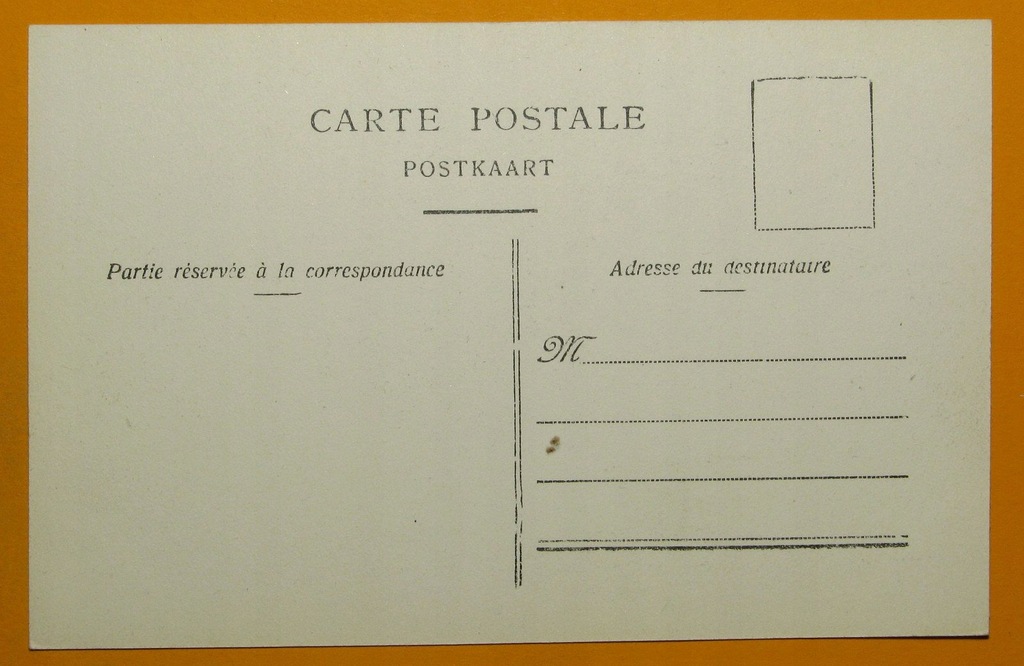 CARTE POSTALE
POSTKAART
Partie réservée à la correspondance
Adresse du destinataire
M